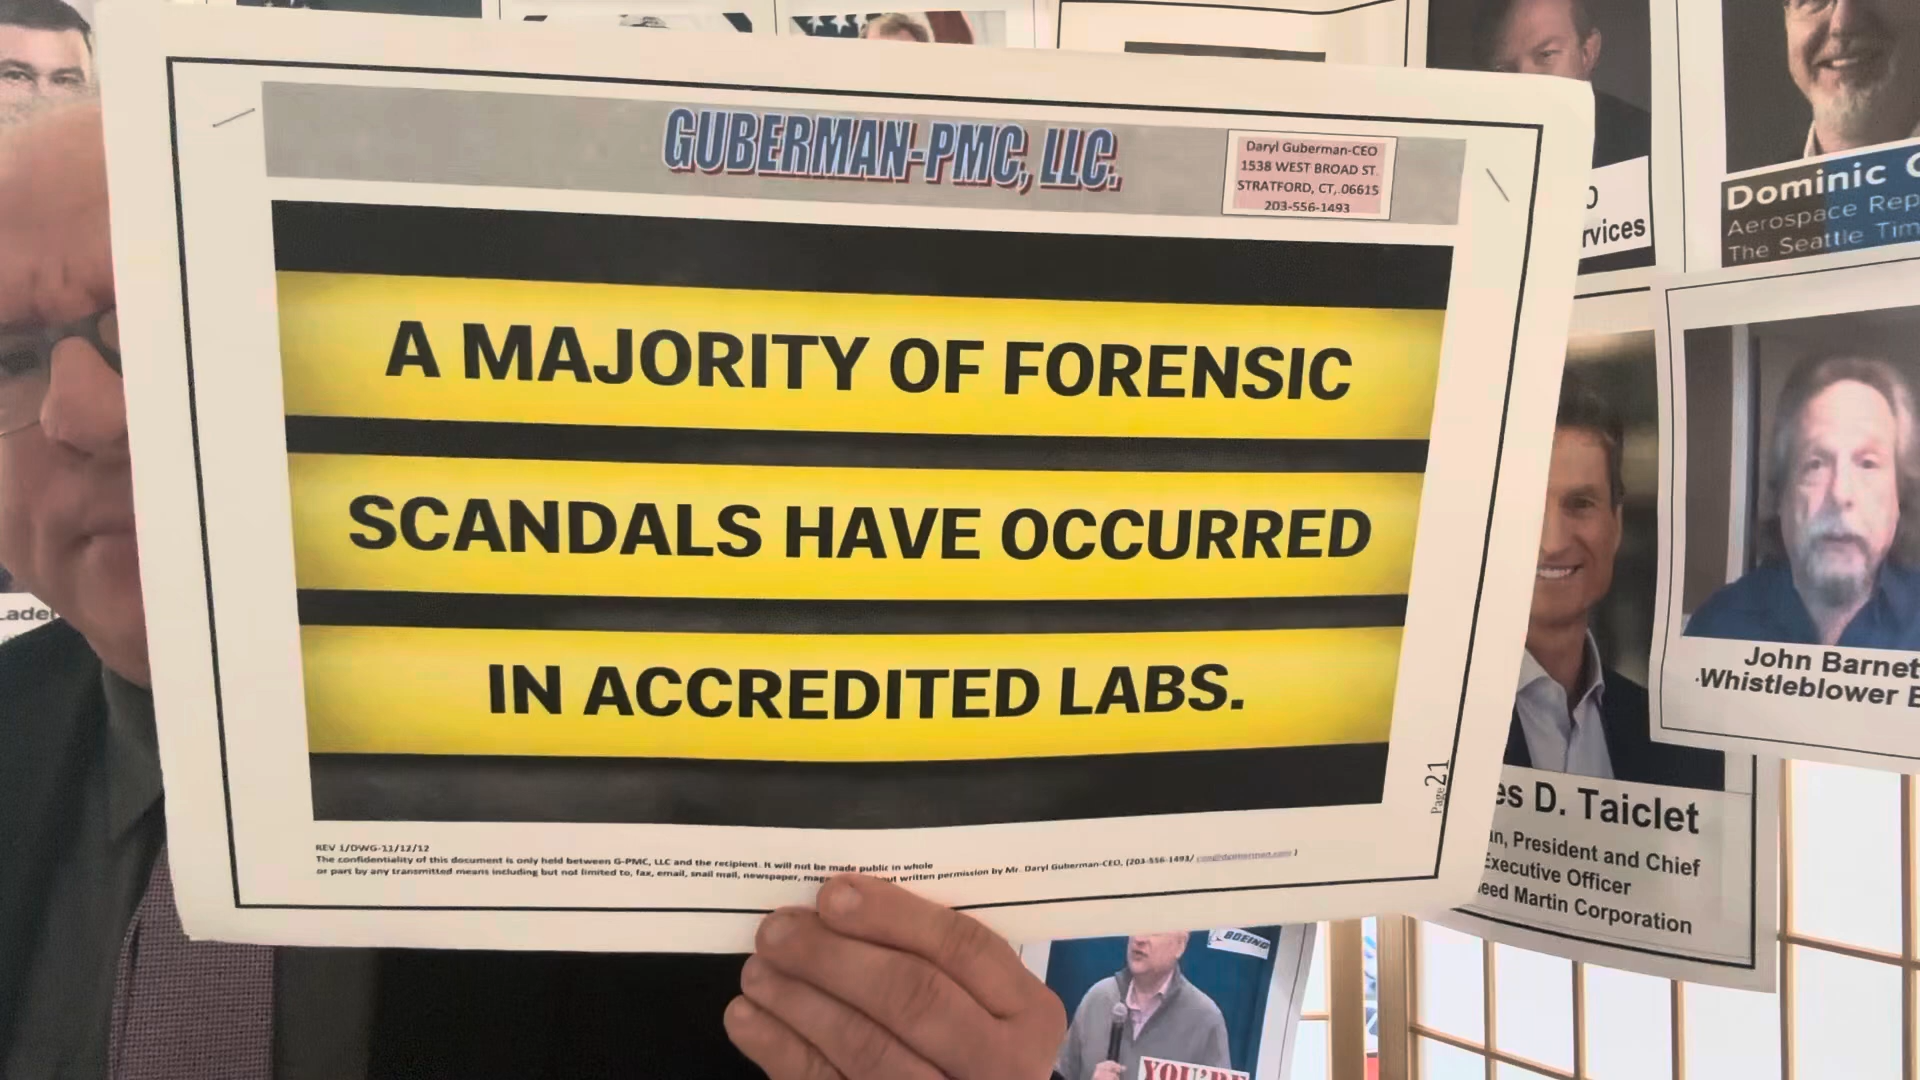 GUBERMAN-PMC, LLC.
Daryl Guberman-CEO
1538 WEST BROAD ST.
STRATFORD, CT, 06615
203-556-1493
A MAJORITY OF FORENSIC
SCANDALS HAVE OCCURRED
IN ACCREDITED LABS.
Page 21
REV 1/DWG-11/12/12
The confidentiality of this document is only held between G-PMC, LLC and the recipient. It will not be made public in whole
or part by any transmitted means including but not limited to, fax, email, snail mail, newspaper, written permission by Mr. Daryl Guberman-CEO, (203-556-1493/
rvices
Dominic
Aerospace Rep
The Seattle Tim
John Barnet
Whistleblower
es D. Taiclet
an, President and Chief
Executive Officer
eed Martin Corporation
BOEING
YOU'RE